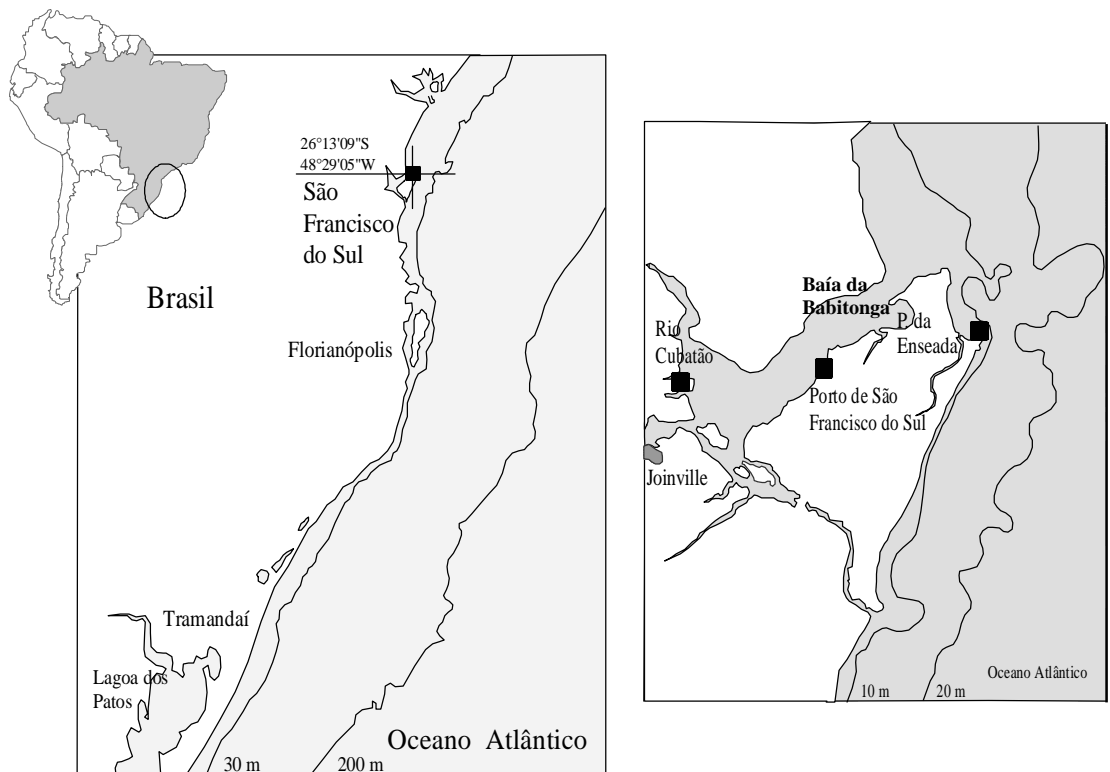 26°13'09"S
48°29'05"W
São
Francisco
do Sul
Brasil
Florianópolis
Tramandaí
Lagoa dos
Patos
Oceano Atlântico
30 m
200 m
Baía da
Babitonga
Rio
Cubatão
P. da
Enseada
Porto de São
Francisco do Sul
Joinville
Oceano Atlântico
10 m
20 m